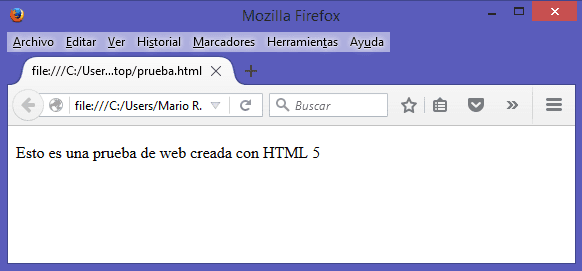 Mozilla Firefox
Archivo Editar Ver Historial Marcadores Herramientas Ayuda
file:///C:/User...top/prueba.html
file:///C:/Users/Mario R. Buscar
Esto es una prueba de web creada con HTML 5